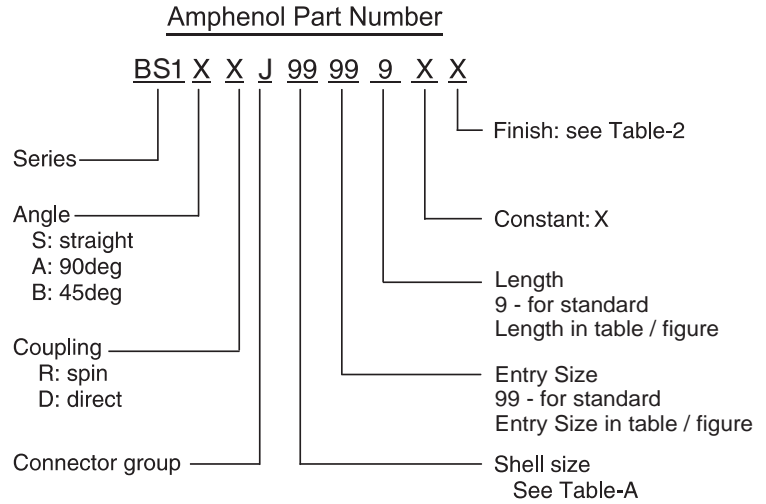 Amphenol Part Number
BS1 X X J 99 99 9 X X
Series
Angle
S: straight
A: 90deg
B: 45deg
Coupling
R: spin
D: direct
Connector group
Finish: see Table-2
Constant: X
Length
9 - for standard
Length in table / figure
Entry Size
99 - for standard
Entry Size in table / figure
Shell size
See Table-A